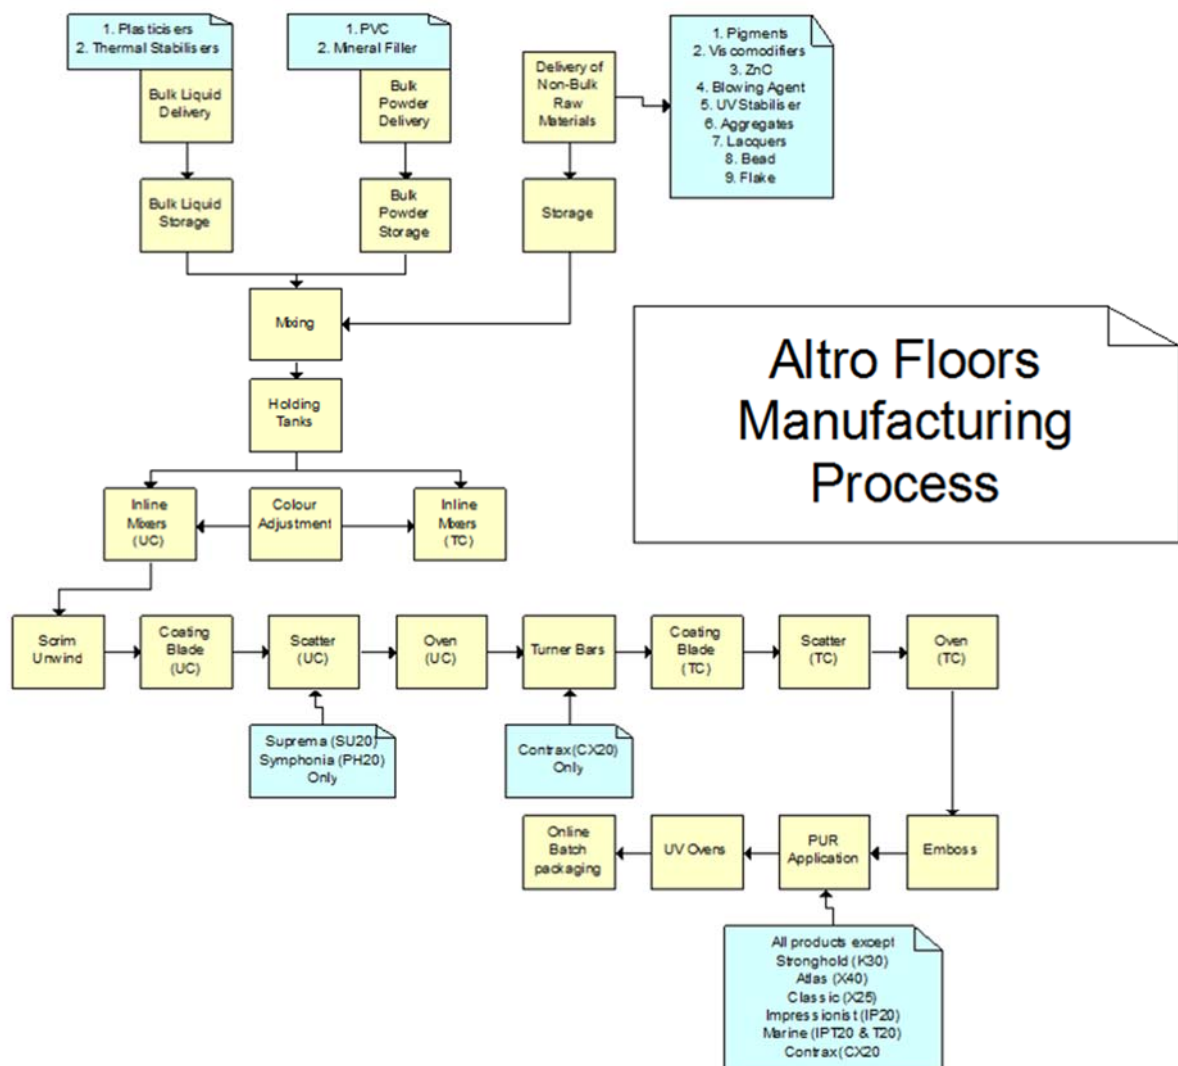 1. Plasticisers
2. Thermal Stabilisers
Bulk Liquid
Delivery
1. PVC
2. Mineral Filler
Bulk
Powder
Delivery
Delivery of
Non-Bulk
Raw
Materials
1. Pigments
2. Viscomodifiers
3. ZnC
4. Blowing Agent
5. UV Stabiliser
6. Aggregates
7. Lacquers
8. Bead
9. Flake
Bulk Liquid
Storage
Bulk
Powder
Storage
Storage
Mixing
Altro Floors
Manufacturing
Process
Holding
Tanks
Inline
Mixers
(UC)
Colour
Adjustment
Inline
Mixers
(TC)
Scrim
Unwind
Coating
Blade
(UC)
Scatter
(UC)
Oven
(UC)
Turner Bars
Coating
Blade
(TC)
Scatter
(TC)
Oven
(TC)
Suprema (SU20)
Symphonia (PH20)
Only
Contrax(CX20)
Only
Online
Batch
packaging
UV Ovens
PUR
Application
Emboss
All products except
Stronghold (K30)
Atlas (X40)
Classic (X25)
Impressionist (IP20)
Marine (IPT20 & T20)
Contrax (CX20